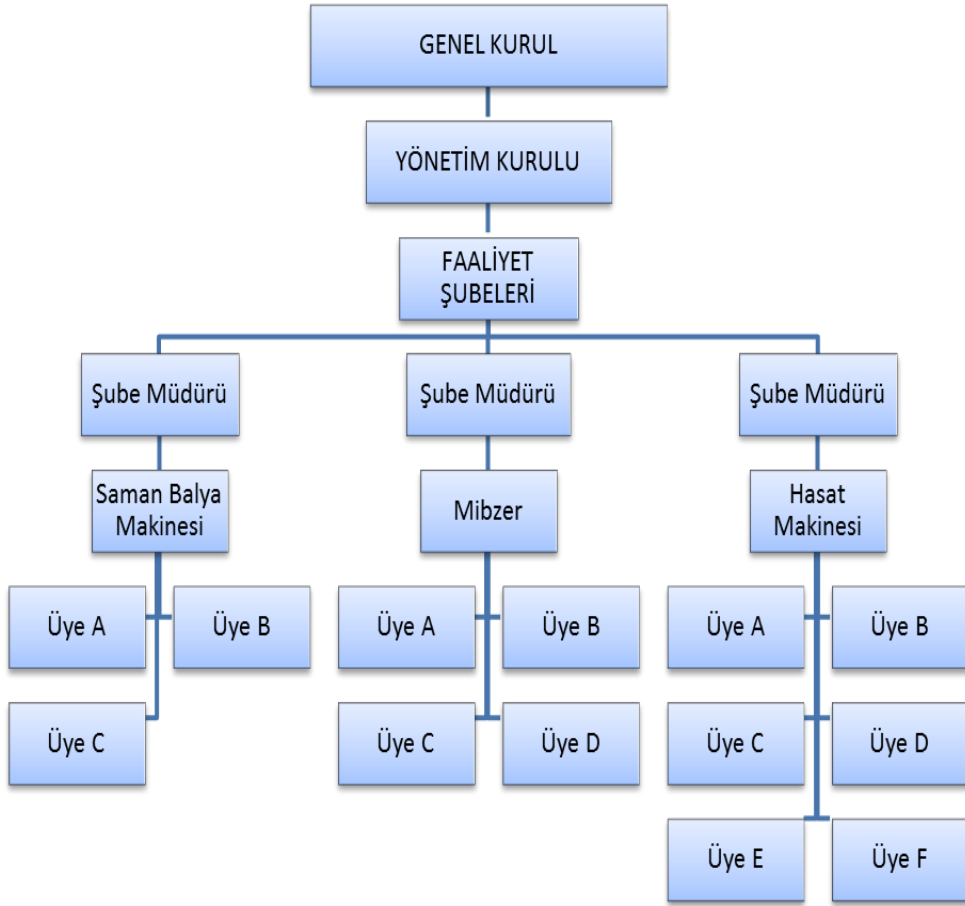 GENEL KURUL
YÖNETİM KURULU
FAALİYET
ŞUBELERİ
Şube Müdürü
Şube Müdürü
Şube Müdürü
Saman Balya
Makinesi
Mibzer
Hasat
Makinesi
Üye A
Üye B
Üye A
Üye B
Üye A
Üye B
Üye C
Üye C
Üye D
Üye C
Üye D
Üye E
Üye F